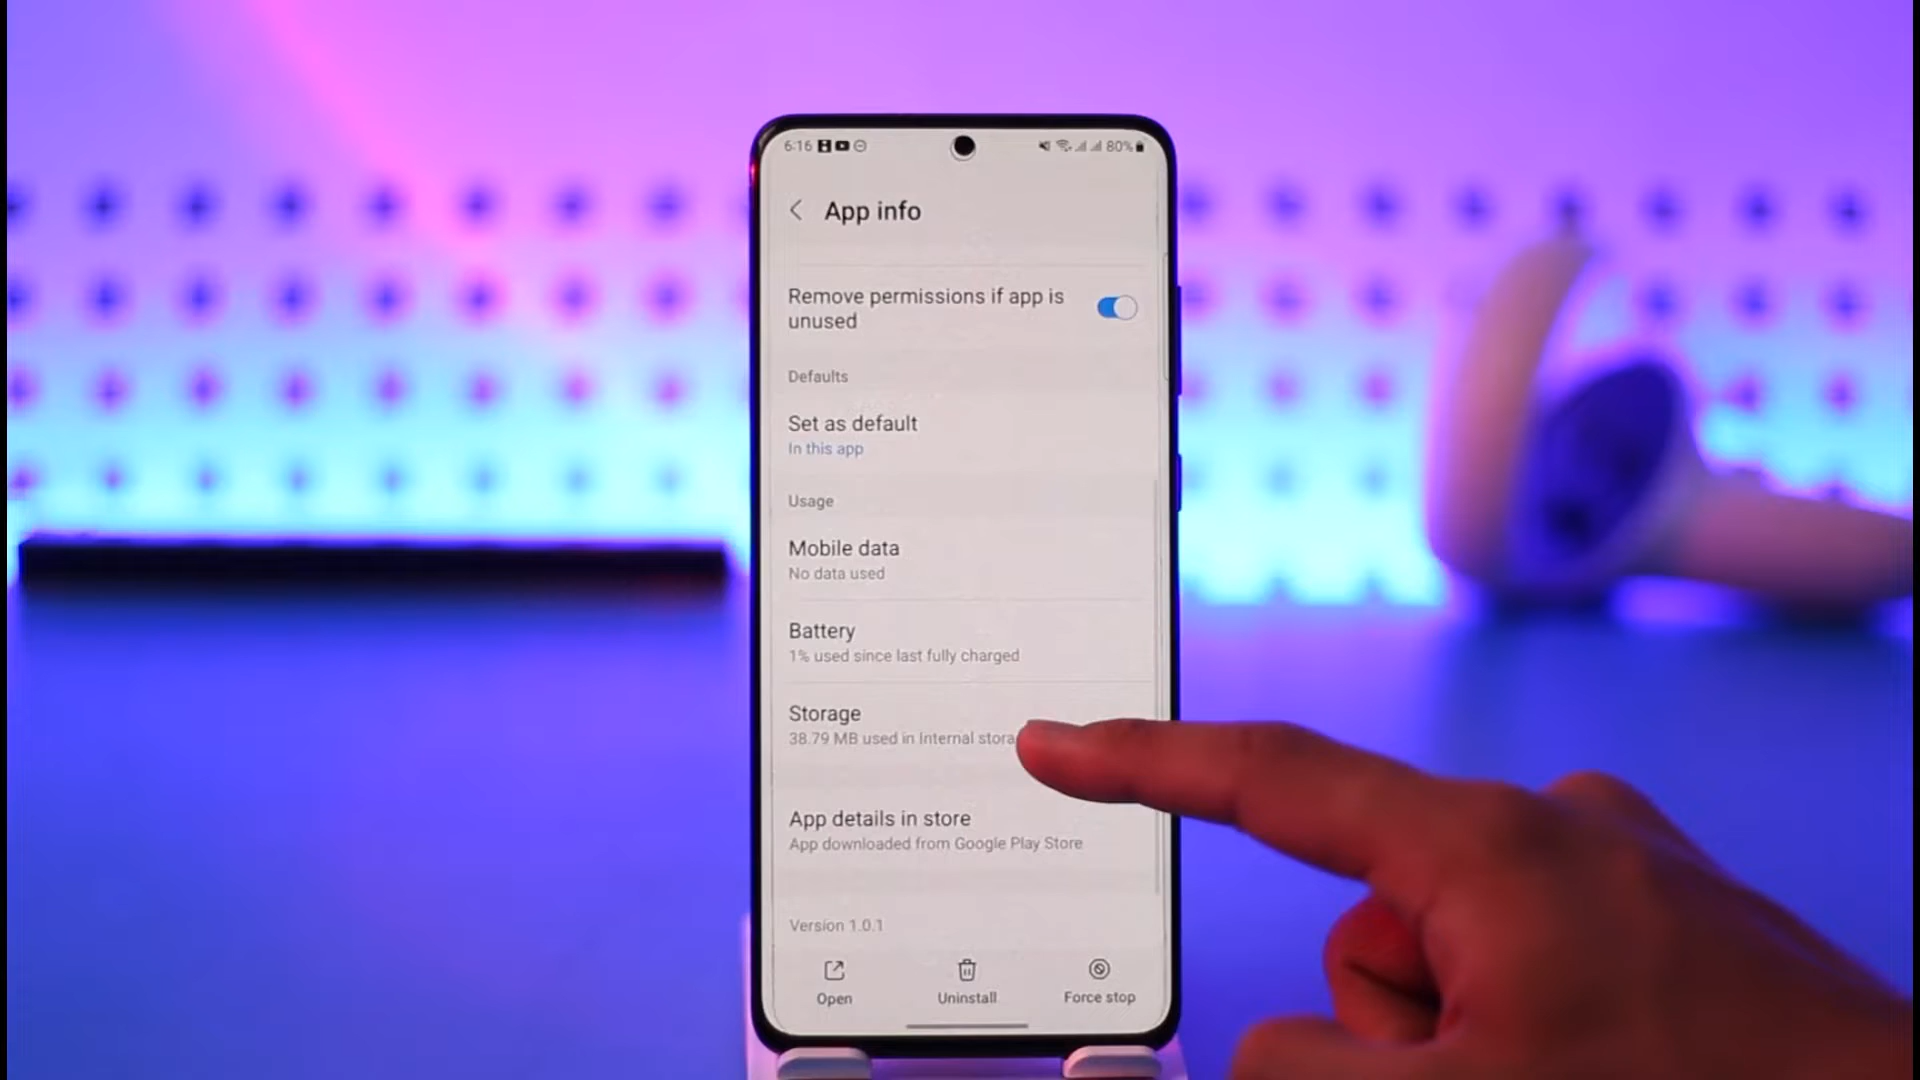 6:16
80%
App info
Remove permissions if app is
unused
Defaults
Set as default
In this app
Usage
Mobile data
No data used
Battery
1% used since last fully charged
Storage
38.79 MB used in Internal stora
App details in store
App downloaded from Google Play Store
Version 1.0.1
Open
Uninstall
Force stop